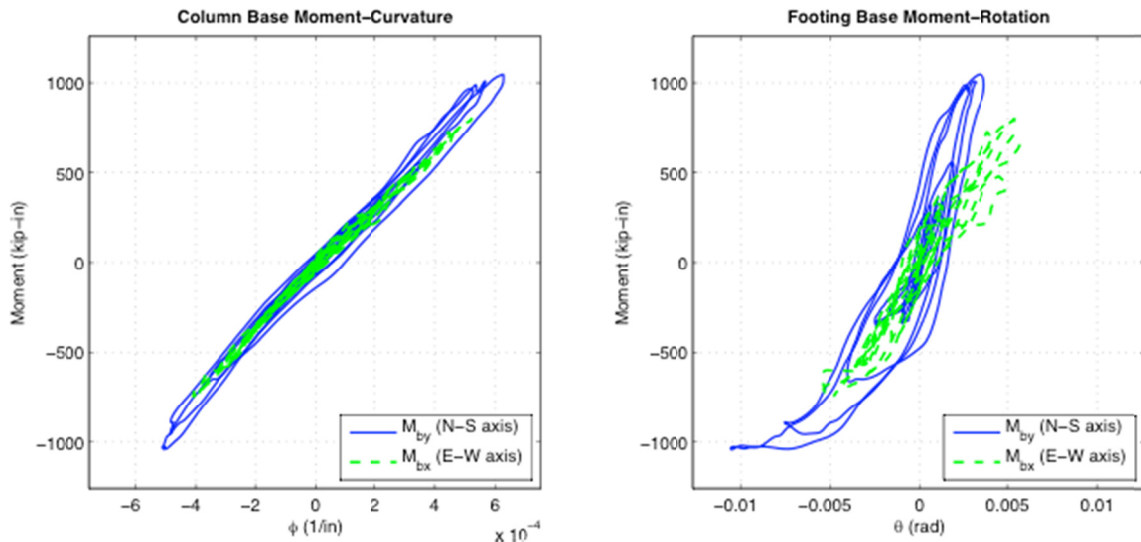 Column Base Moment–Curvature
Moment (kip–in)
1000
500
0
−500
−1000
−6
−4
−2
0
2
4
6
ϕ (1/in)
x 10⁻⁴
M_by (N–S axis)
M_bx (E–W axis)
Footing Base Moment–Rotation
Moment (kip–in)
1000
500
0
−500
−1000
−0.01
−0.005
0
0.005
0.01
θ (rad)
M_by (N–S axis)
M_bx (E–W axis)